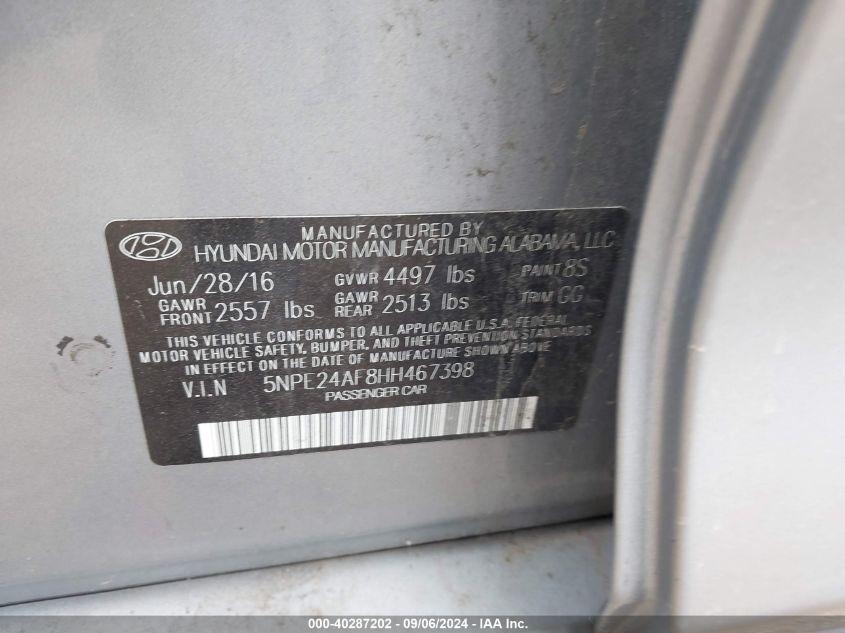 MANUFACTURED BY
HYUNDAI MOTOR MANUFACTURING ALABAMA, LLC
Jun/28/16 GVWR 4497 lbs PAINT 8S
GAWR FRONT 2557 lbs GAWR REAR 2513 lbs TRIM GG
THIS VEHICLE CONFORMS TO ALL APPLICABLE U.S.A. FEDERAL
MOTOR VEHICLE SAFETY, BUMPER, AND THEFT PREVENTION STANDARDS
IN EFFECT ON THE DATE OF MANUFACTURE SHOWN ABOVE
V.I.N 5NPE24AF8HH467398
PASSENGER CAR
000-40287202 - 09/06/2024 - IAA Inc.